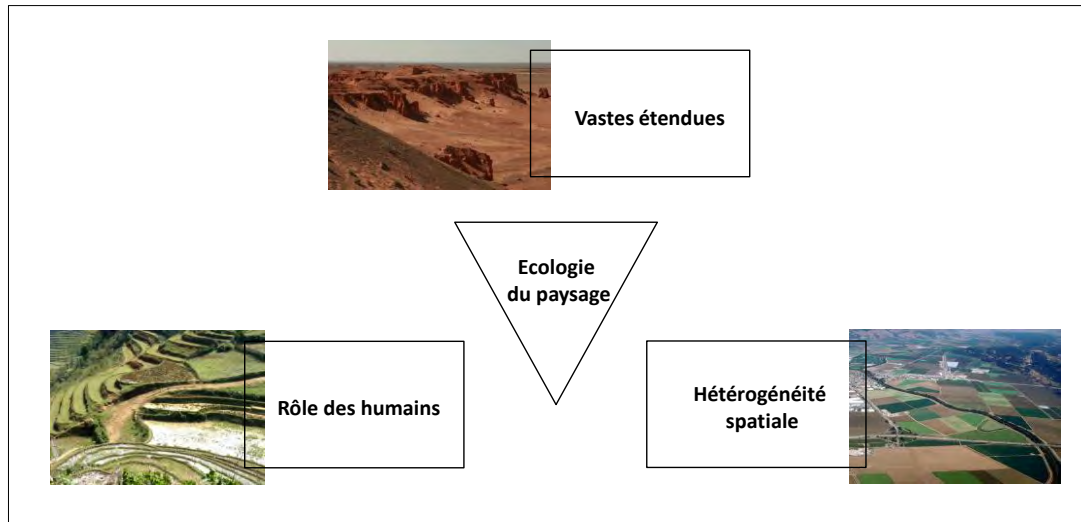 Vastes étendues
Ecologie
du paysage
Rôle des humains
Hétérogénéité
spatiale